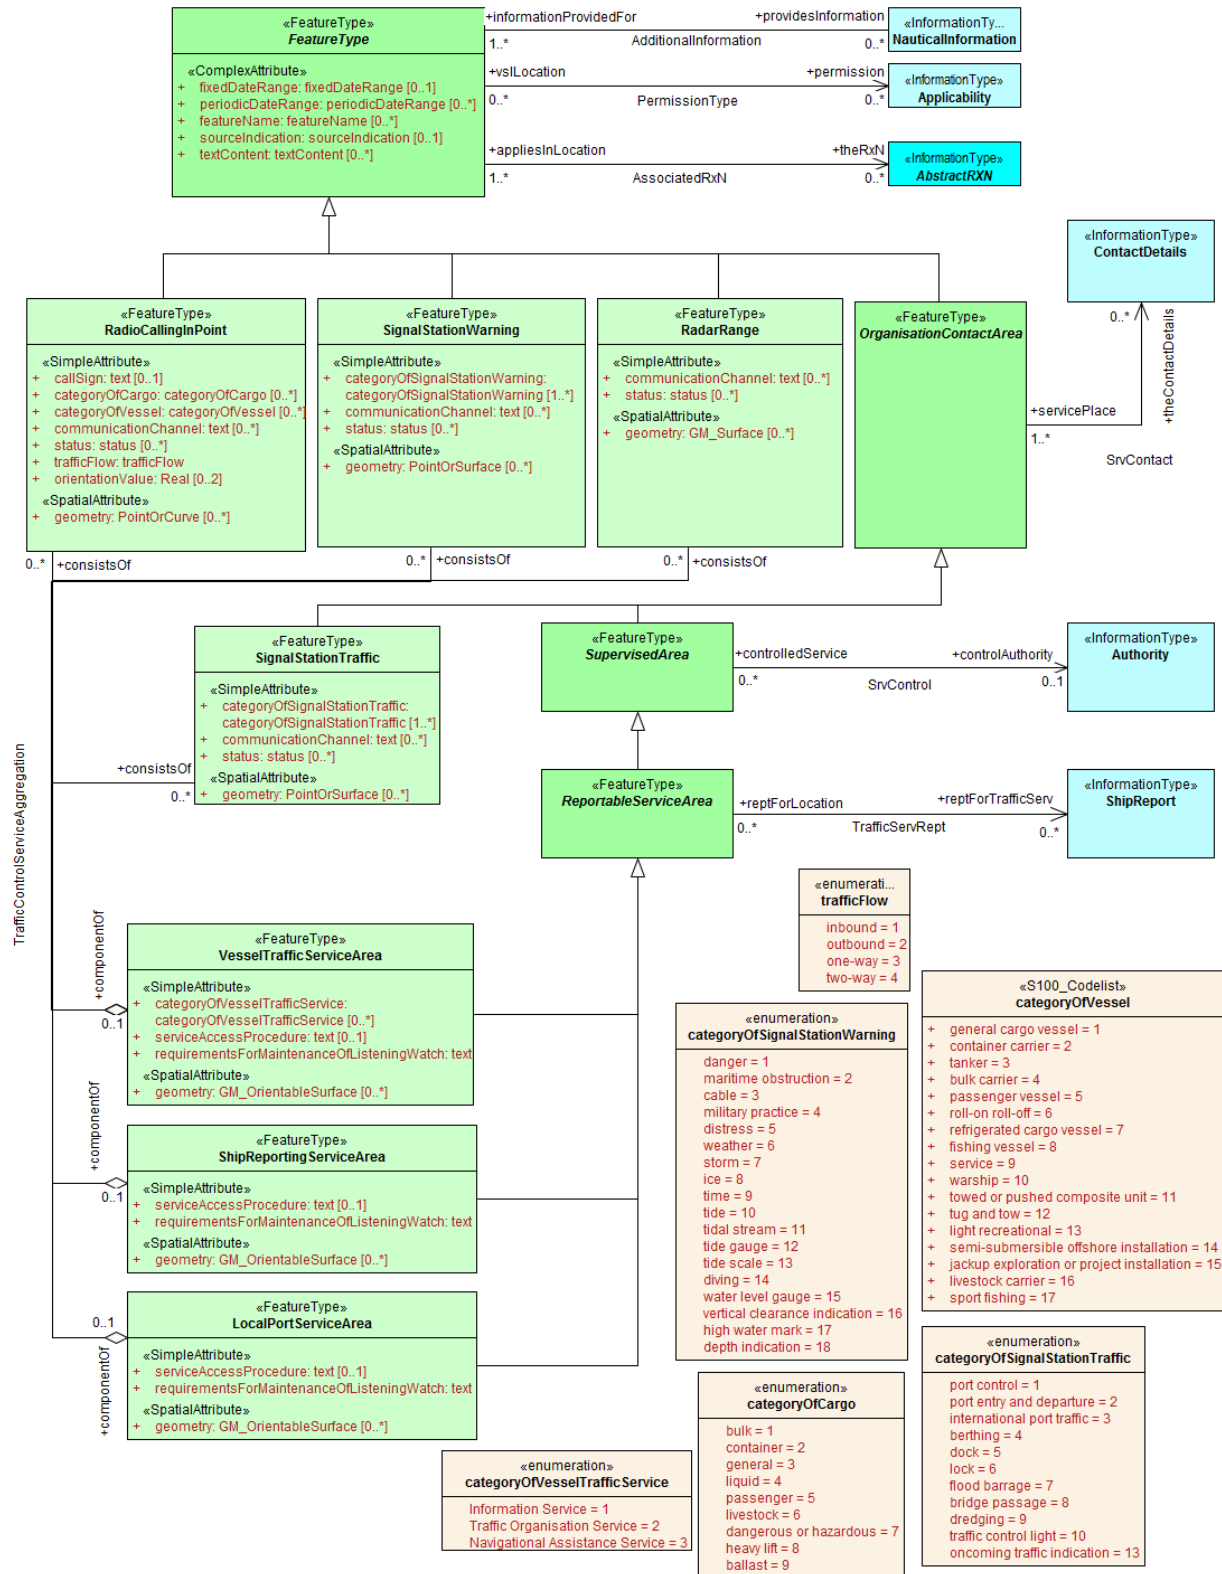 «FeatureType»
FeatureType
«ComplexAttribute»
+ fixedDateRange: fixedDateRange [0..1]
+ periodicDateRange: periodicDateRange [0..*]
+ featureName: featureName [0..*]
+ sourceIndication: sourceIndication [0..1]
+ textContent: textContent [0..*]
+informationProvidedFor
+providesInformation
1..*
AdditionalInformation
0..*
«InformationTy...
NauticalInformation
+vslLocation
+permission
0..*
PermissionType
0..*
«InformationType»
Applicability
+appliesInLocation
+theRxN
1..*
AssociatedRxN
0..*
«InformationType»
AbstractRXN
«InformationType»
ContactDetails
0..*
+theContactDetails
+servicePlace
1..*
SrvContact
«FeatureType»
RadioCallingInPoint
«SimpleAttribute»
+ callSign: text [0..1]
+ categoryOfCargo: categoryOfCargo [0..*]
+ categoryOfVessel: categoryOfVessel [0..*]
+ communicationChannel: text [0..*]
+ status: status [0..*]
+ trafficFlow: trafficFlow
+ orientationValue: Real [0..2]
«SpatialAttribute»
+ geometry: PointOrCurve [0..*]
«FeatureType»
SignalStationWarning
«SimpleAttribute»
+ categoryOfSignalStationWarning:
categoryOfSignalStationWarning [1..*]
+ communicationChannel: text [0..*]
+ status: status [0..*]
«SpatialAttribute»
+ geometry: PointOrSurface [0..*]
«FeatureType»
RadarRange
«SimpleAttribute»
+ communicationChannel: text [0..*]
+ status: status [0..*]
«SpatialAttribute»
+ geometry: GM_Surface [0..*]
«FeatureType»
OrganisationContactArea
0..*
+consistsOf
0..*
+consistsOf
0..*
+consistsOf
«FeatureType»
SignalStationTraffic
«SimpleAttribute»
+ categoryOfSignalStationTraffic:
categoryOfSignalStationTraffic [1..*]
+ communicationChannel: text [0..*]
+ status: status [0..*]
«SpatialAttribute»
+ geometry: PointOrSurface [0..*]
+consistsOf
0..*
«FeatureType»
SupervisedArea
+controlledService
+controlAuthority
0..*
SrvControl
0..1
«InformationType»
Authority
«FeatureType»
ReportableServiceArea
+reptForLocation
+reptForTrafficServ
0..*
TrafficServRept
0..*
«InformationType»
ShipReport
TrafficControlServiceAggregation
+componentOf
0..1
«FeatureType»
VesselTrafficServiceArea
«SimpleAttribute»
+ categoryOfVesselTrafficService:
categoryOfVesselTrafficService [0..*]
+ serviceAccessProcedure: text [0..1]
+ requirementsForMaintenanceOfListeningWatch: text
«SpatialAttribute»
+ geometry: GM_OrientableSurface [0..*]
+componentOf
0..1
«FeatureType»
ShipReportingServiceArea
«SimpleAttribute»
+ serviceAccessProcedure: text [0..1]
+ requirementsForMaintenanceOfListeningWatch: text
«SpatialAttribute»
+ geometry: GM_OrientableSurface [0..*]
0..1
+componentOf
«FeatureType»
LocalPortServiceArea
«SimpleAttribute»
+ serviceAccessProcedure: text [0..1]
+ requirementsForMaintenanceOfListeningWatch: text
«SpatialAttribute»
+ geometry: GM_OrientableSurface [0..*]
«enumerati...
trafficFlow
inbound = 1
outbound = 2
one-way = 3
two-way = 4
«enumeration»
categoryOfSignalStationWarning
danger = 1
maritime obstruction = 2
cable = 3
military practice = 4
distress = 5
weather = 6
storm = 7
ice = 8
time = 9
tide = 10
tidal stream = 11
tide gauge = 12
tide scale = 13
diving = 14
water level gauge = 15
vertical clearance indication = 16
high water mark = 17
depth indication = 18
«S100_Codelist»
categoryOfVessel
+ general cargo vessel = 1
+ container carrier = 2
+ tanker = 3
+ bulk carrier = 4
+ passenger vessel = 5
+ roll-on roll-off = 6
+ refrigerated cargo vessel = 7
+ fishing vessel = 8
+ service = 9
+ warship = 10
+ towed or pushed composite unit = 11
+ tug and tow = 12
+ light recreational = 13
+ semi-submersible offshore installation = 14
+ jackup exploration or project installation = 15
+ livestock carrier = 16
+ sport fishing = 17
«enumeration»
categoryOfSignalStationTraffic
port control = 1
port entry and departure = 2
international port traffic = 3
berthing = 4
dock = 5
lock = 6
flood barrage = 7
bridge passage = 8
dredging = 9
traffic control light = 10
oncoming traffic indication = 13
«enumeration»
categoryOfCargo
bulk = 1
container = 2
general = 3
liquid = 4
passenger = 5
livestock = 6
dangerous or hazardous = 7
heavy lift = 8
ballast = 9
«enumeration»
categoryOfVesselTrafficService
Information Service = 1
Traffic Organisation Service = 2
Navigational Assistance Service = 3